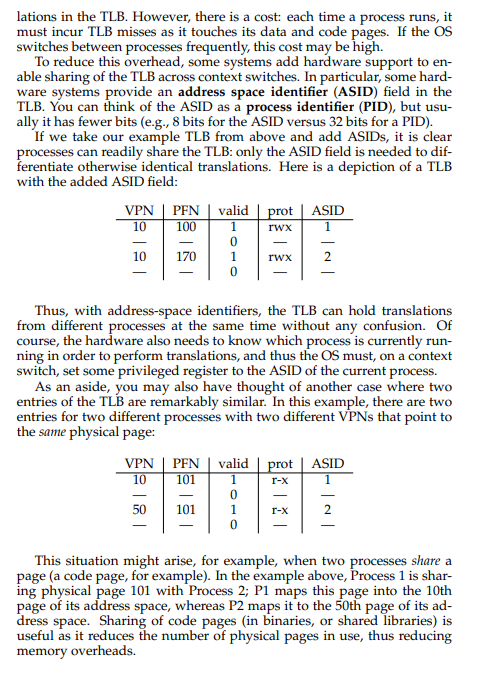 lations in the TLB. However, there is a cost: each time a process runs, it
must incur TLB misses as it touches its data and code pages. If the OS
switches between processes frequently, this cost may be high.
To reduce this overhead, some systems add hardware support to en-
able sharing of the TLB across context switches. In particular, some hard-
ware systems provide an address space identifier (ASID) field in the
TLB. You can think of the ASID as a process identifier (PID), but usu-
ally it has fewer bits (e.g., 8 bits for the ASID versus 32 bits for a PID).
If we take our example TLB from above and add ASIDs, it is clear
processes can readily share the TLB: only the ASID field is needed to dif-
ferentiate otherwise identical translations. Here is a depiction of a TLB
with the added ASID field:
VPN PFN valid prot ASID
10 100 1 rwx 1
— — 0 — —
10 170 1 rwx 2
— — 0 — —
Thus, with address-space identifiers, the TLB can hold translations
from different processes at the same time without any confusion. Of
course, the hardware also needs to know which process is currently run-
ning in order to perform translations, and thus the OS must, on a context
switch, set some privileged register to the ASID of the current process.
As an aside, you may also have thought of another case where two
entries of the TLB are remarkably similar. In this example, there are two
entries for two different processes with two different VPNs that point to
the same physical page:
VPN PFN valid prot ASID
10 101 1 r-x 1
— — 0 — —
50 101 1 r-x 2
— — 0 — —
This situation might arise, for example, when two processes share a
page (a code page, for example). In the example above, Process 1 is shar-
ing physical page 101 with Process 2; P1 maps this page into the 10th
page of its address space, whereas P2 maps it to the 50th page of its ad-
dress space. Sharing of code pages (in binaries, or shared libraries) is
useful as it reduces the number of physical pages in use, thus reducing
memory overheads.